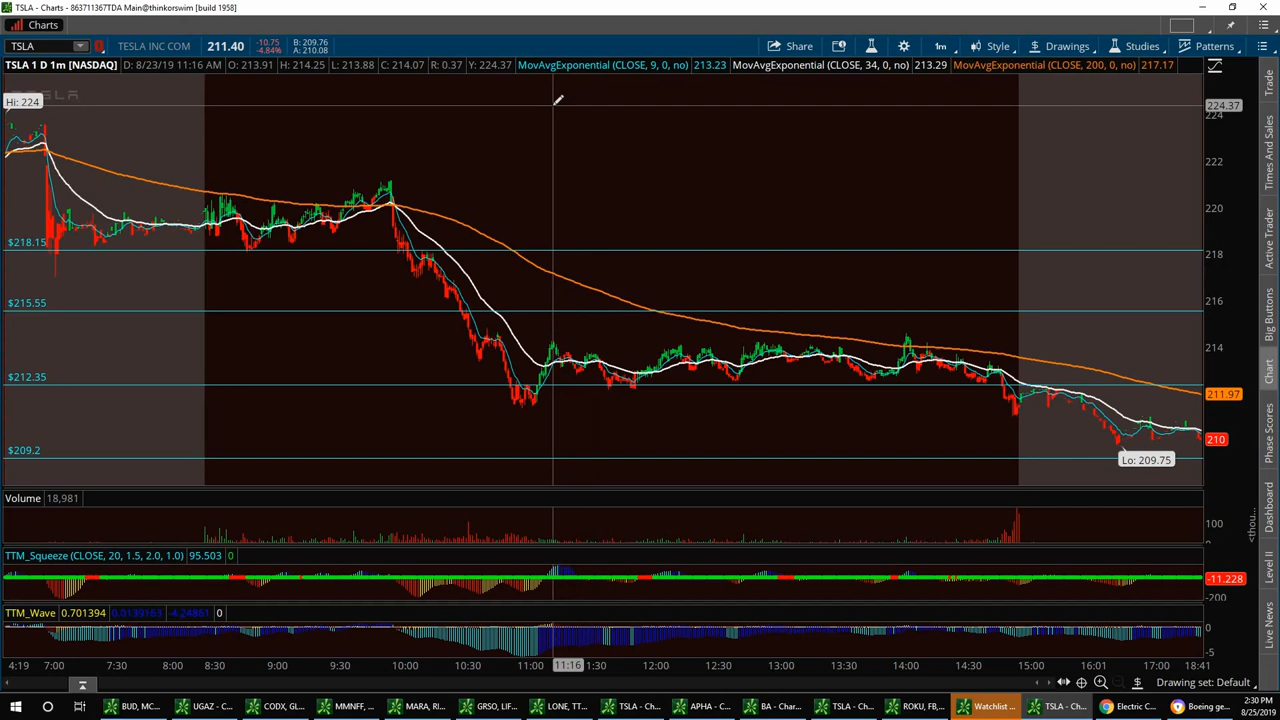 TSLA - Charts - 863711367TDA Main@thinkorswim [build 1958]
Charts
TSLA TESLA INC COM 211.40 -10.75 -4.84% B: 209.76 A: 210.08 Share 1m Style Drawings Studies Patterns
TSLA 1 D 1m [NASDAQ] D: 8/23/19 11:16 AM O: 213.91 H: 214.25 L: 213.88 C: 214.07 R: 0.37 Y: 224.37 MovAvgExponential (CLOSE, 9, 0, no) 213.23 MovAvgExponential (CLOSE, 34, 0, no) 213.29 MovAvgExponential (CLOSE, 200, 0, no) 217.17
Hi: 224
224.37
224
222
220
$218.15
218
216
$215.55
214
$212.35
211.97
210
$209.2
Lo: 209.75
Volume 18,981
100
<thou...
TTM_Squeeze (CLOSE, 20, 1.5, 2.0, 1.0) 95.503 0
-11.228
-200
TTM_Wave 0.701394 0.0139163 -4.24861 0
0
-5
4:19 7:00 7:30 8:00 8:30 9:00 9:30 10:00 10:30 11:00 11:16 1:30 12:00 12:30 13:00 13:30 14:00 14:30 15:00 16:01 17:00 18:41
Drawing set: Default
Trade
Times And Sales
Active Trader
Big Buttons
Chart
Phase Scores
Dashboard
Level II
Live News
BUD, MC... UGAZ - C... CODX, GL... MMNFF, ... MARA, RI... GRSO, LIF... TSLA - Ch... APHA - C... BA - Char... TSLA - Ch... ROKU, FB,... Watchlist ... TSLA - Ch... Electric C... Boeing ge...
2:30 PM
8/25/2019